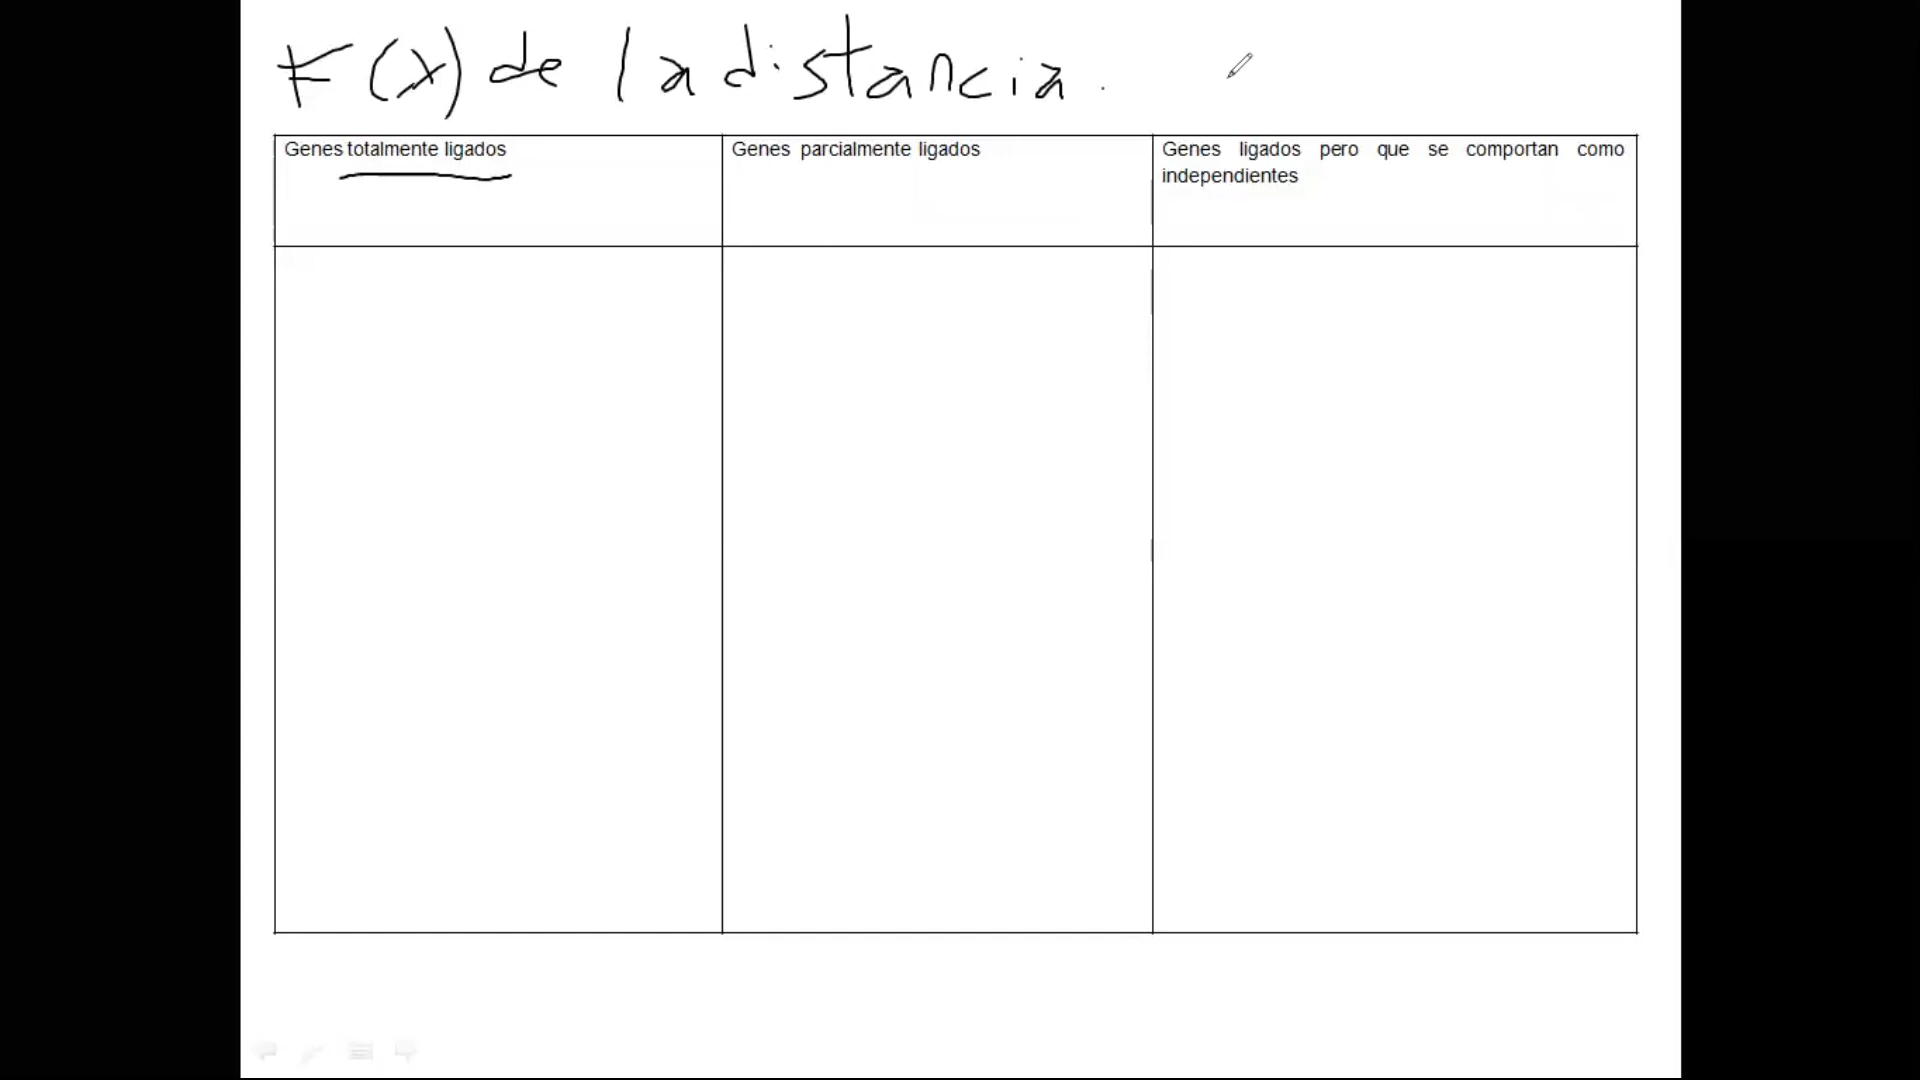 F(x) de la distancia.
Genes totalmente ligados
Genes parcialmente ligados
Genes ligados pero que se comportan como
independientes